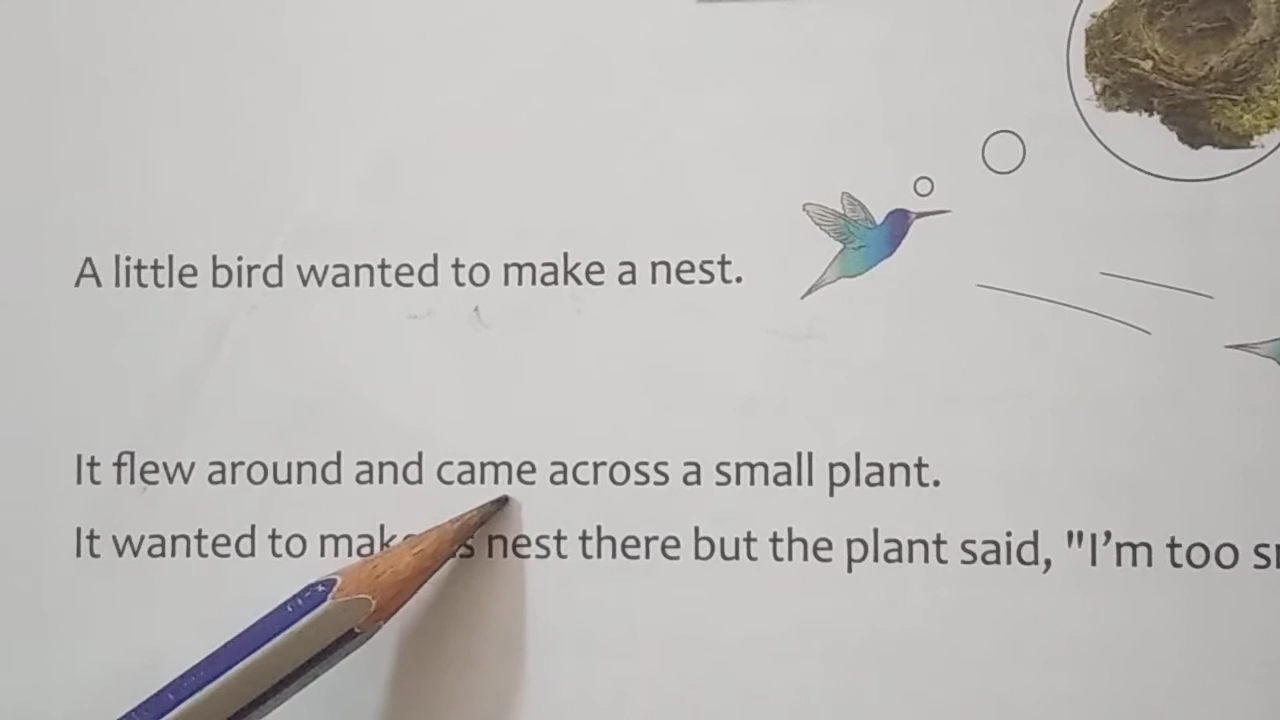 A little bird wanted to make a nest.
It flew around and came across a small plant.
It wanted to nest there but the plant said, "I'm too